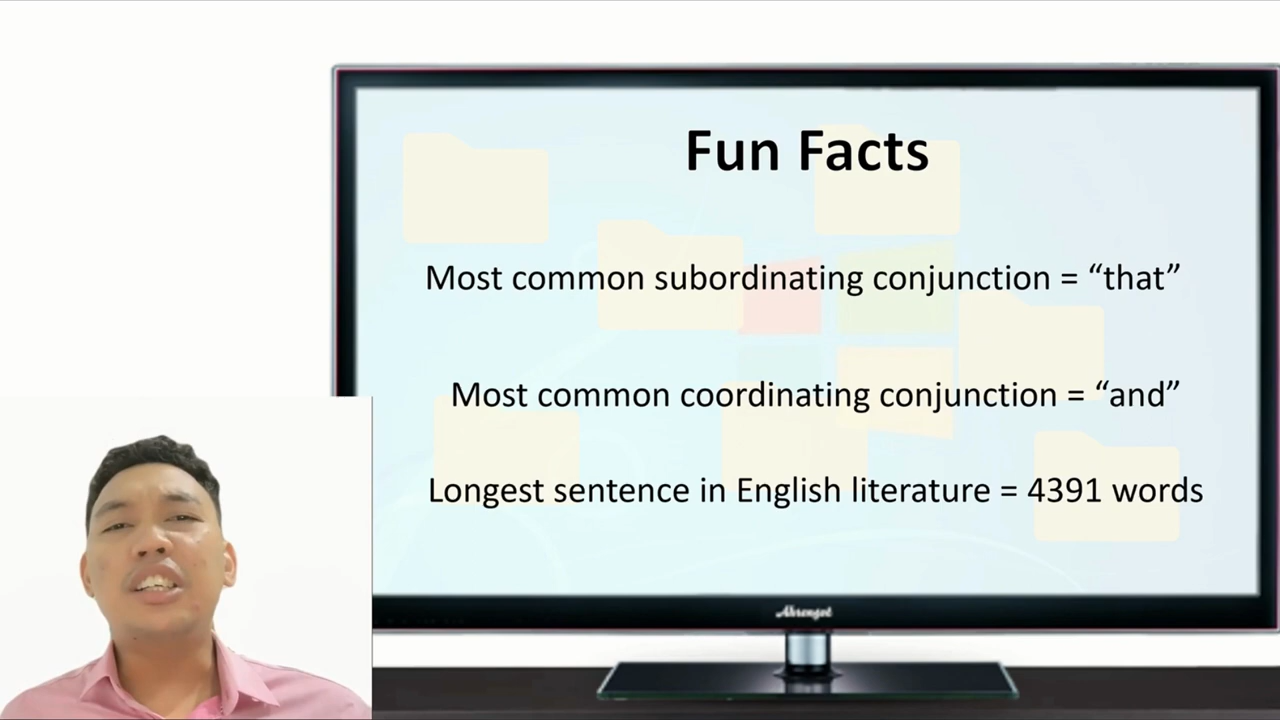 Fun Facts
Most common subordinating conjunction = “that”
Most common coordinating conjunction = “and”
Longest sentence in English literature = 4391 words